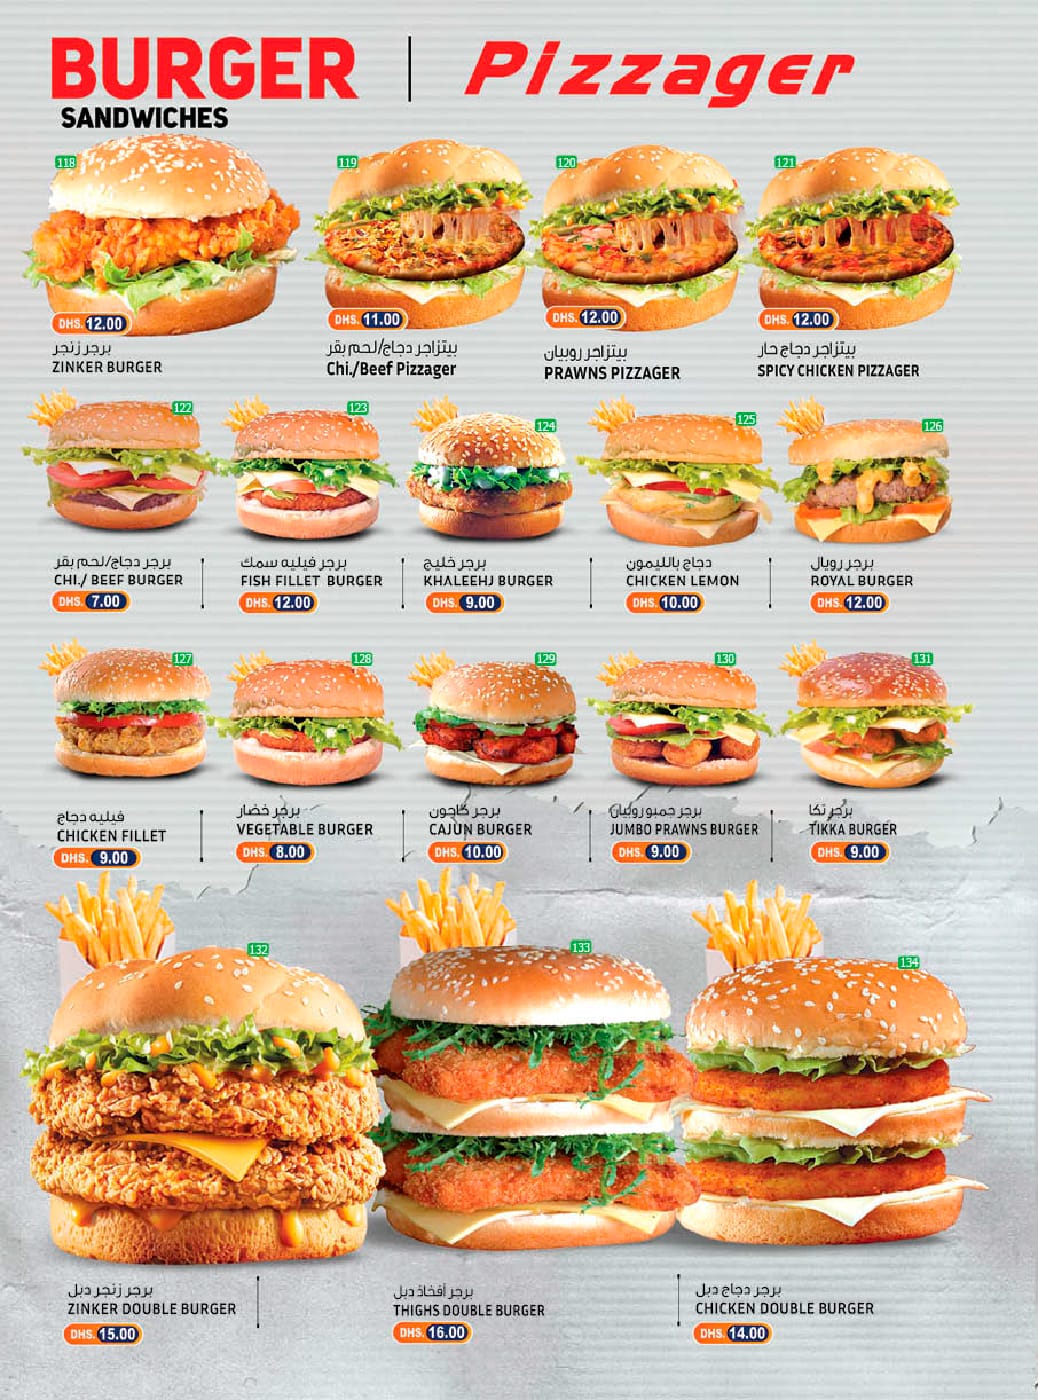 BURGER
SANDWICHES
Pizzager
118
119
120
121
DHS. 12.00
DHS. 11.00
DHS. 12.00
DHS. 12.00
برجر زنجر
ZINKER BURGER
بيتزاجر دجاج/لحم بقر
Chi./Beef Pizzager
بيتزاجر روبيان
PRAWNS PIZZAGER
بيتزاجر دجاج حار
SPICY CHICKEN PIZZAGER
122
123
124
125
126
برجر دجاج/لحم بقر
CHI./ BEEF BURGER
DHS. 7.00
برجر فيليه سمك
FISH FILLET BURGER
DHS. 12.00
برجر خليج
KHALEEHJ BURGER
DHS. 9.00
دجاج بالليمون
CHICKEN LEMON
DHS. 10.00
برجر رويال
ROYAL BURGER
DHS. 12.00
127
128
129
130
131
فيليه دجاج
CHICKEN FILLET
DHS. 9.00
برجر خضار
VEGETABLE BURGER
DHS. 8.00
برجر كاجون
CAJUN BURGER
DHS. 10.00
برجر جمبو روبيان
JUMBO PRAWNS BURGER
DHS. 9.00
برجر تكا
TIKKA BURGER
DHS. 9.00
132
133
134
برجر زنجر دبل
ZINKER DOUBLE BURGER
DHS. 15.00
برجر أفخاذ دبل
THIGHS DOUBLE BURGER
DHS. 16.00
برجر دجاج دبل
CHICKEN DOUBLE BURGER
DHS. 14.00